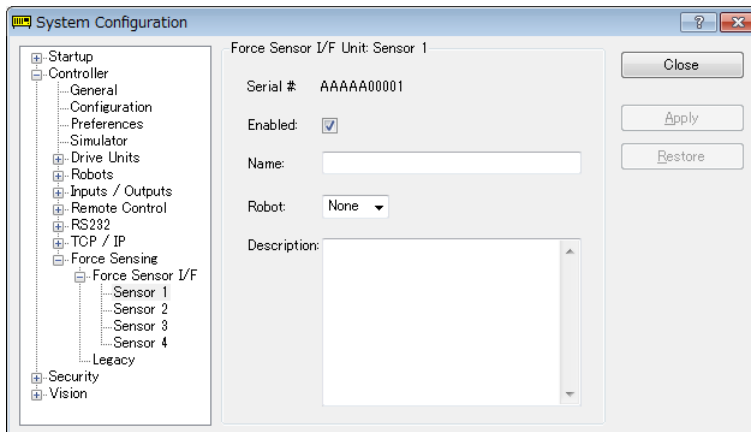 System Configuration
Startup
Controller
General
Configuration
Preferences
Simulator
Drive Units
Robots
Inputs / Outputs
Remote Control
RS232
TCP / IP
Force Sensing
Force Sensor I/F
Sensor 1
Sensor 2
Sensor 3
Sensor 4
Legacy
Security
Vision
Force Sensor I/F Unit: Sensor 1
Serial #: AAAAA00001
Enabled:
Name:
Robot: None
Description:
Close
Apply
Restore